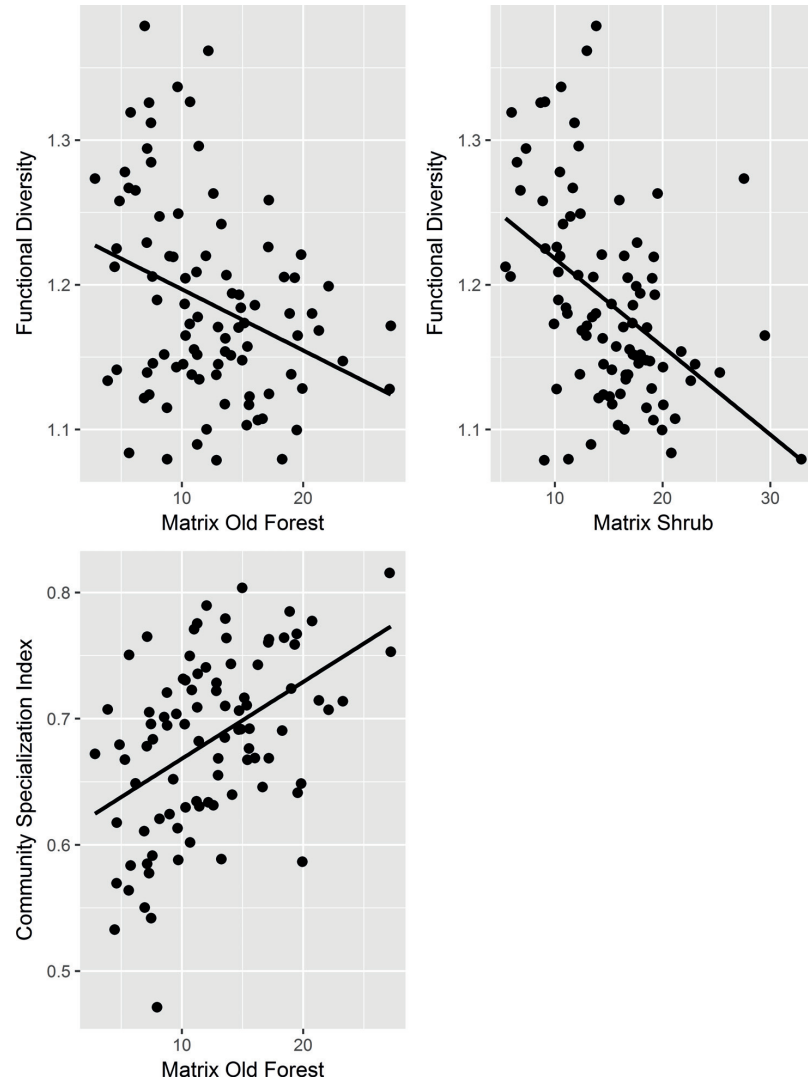 Functional Diversity
1.3
1.2
1.1
10
20
Matrix Old Forest
Functional Diversity
1.3
1.2
1.1
10
20
30
Matrix Shrub
Community Specialization Index
0.8
0.7
0.6
0.5
10
20
Matrix Old Forest